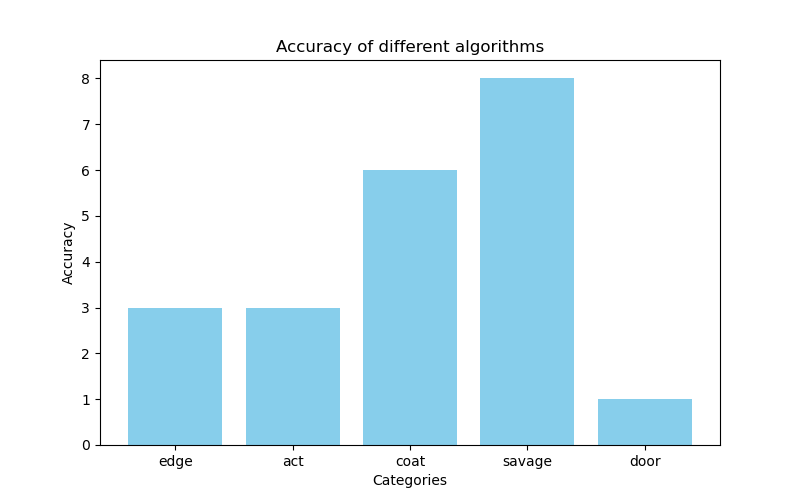 Accuracy of different algorithms
Accuracy
8
7
6
5
4
3
2
1
0
edge act coat savage door
Categories